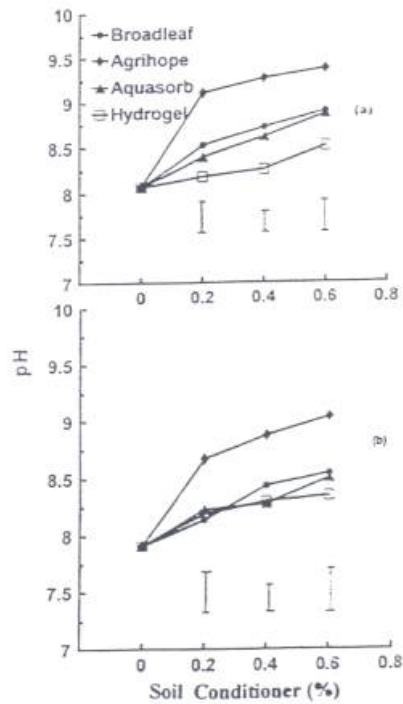 10
Broadleaf
9.5
Agrihope
Aquasorb
9
Hydrogel
(a)
8.5
8
7.5
7
0 0.2 0.4 0.6 0.8
10
9.5
pH
9
(b)
8.5
8
7.5
7
0 0.2 0.4 0.6 0.8
Soil Conditioner (%)